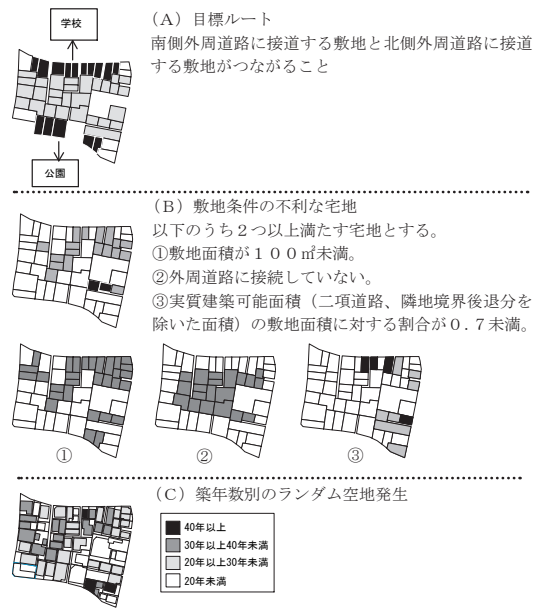 学校
公園
（A）目標ルート
南側外周道路に接道する敷地と北側外周道路に接道
する敷地がつながること
（B）敷地条件の不利な宅地
以下のうち２つ以上満たす宅地とする。
①敷地面積が１００㎡未満。
②外周道路に接続していない。
③実質建築可能面積（二項道路、隣地境界後退分を
除いた面積）の敷地面積に対する割合が０.７未満。
①
②
③
（C）築年数別のランダム空地発生
40年以上
30年以上40年未満
20年以上30年未満
20年未満